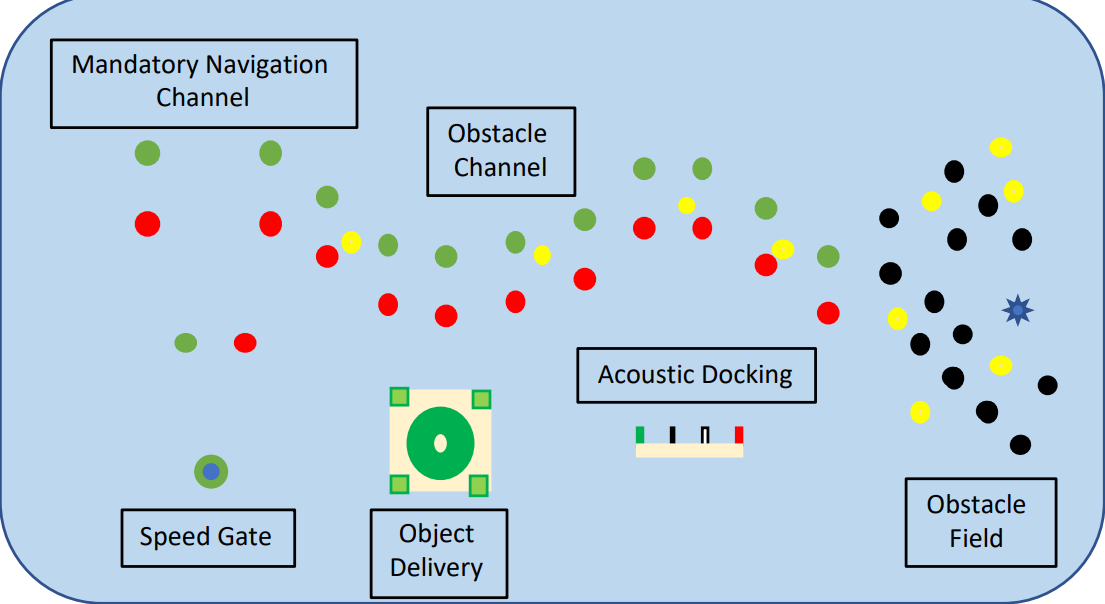 Mandatory Navigation
Channel
Obstacle
Channel
Acoustic Docking
Speed Gate
Object
Delivery
Obstacle
Field